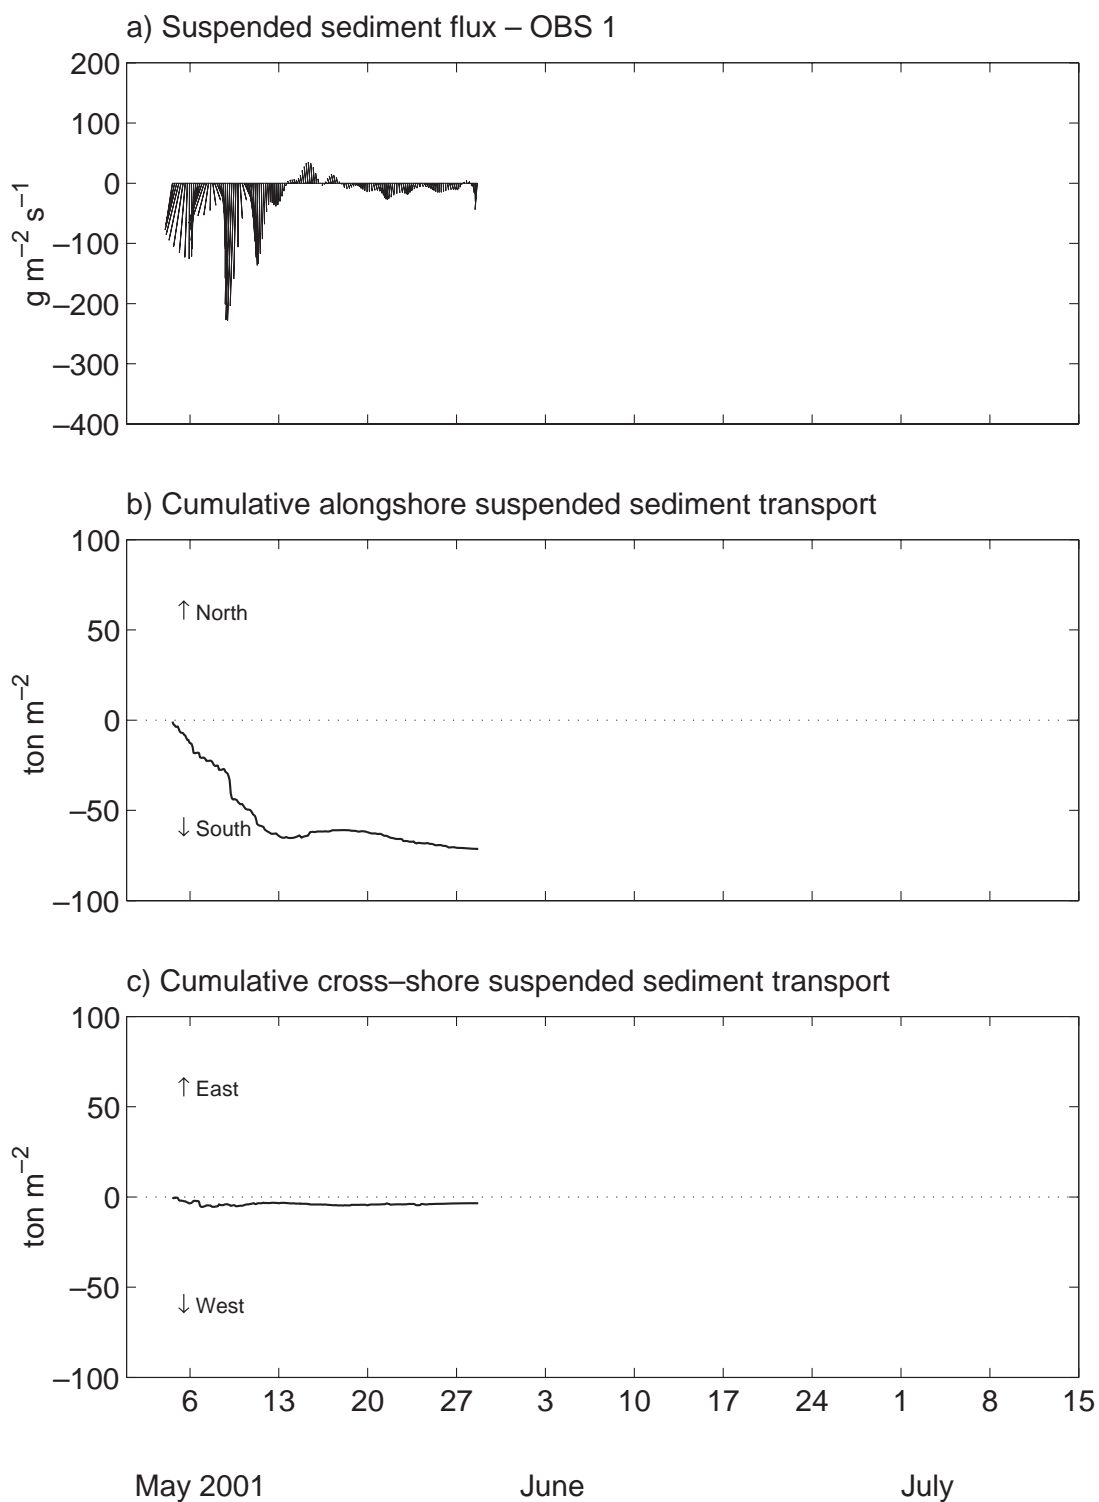 a) Suspended sediment flux – OBS 1
200
100
0
–100
–200
–300
–400
g m⁻² s⁻¹
b) Cumulative alongshore suspended sediment transport
100
50
0
–50
–100
ton m⁻²
↑ North
↓ South
c) Cumulative cross–shore suspended sediment transport
100
50
0
–50
–100
ton m⁻²
↑ East
↓ West
6 13 20 27 3 10 17 24 1 8 15
May 2001 June July